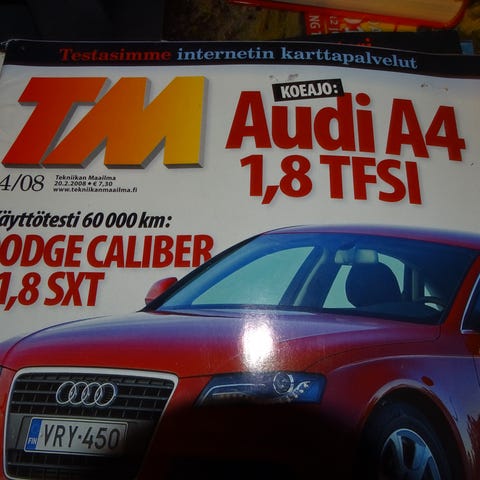 Testasimme internetin karttapalvelut
TM
KOEAJO:
Audi A4
1,8 TFSI
4/08
Tekniikan Maailma
20.2.2008 • € 7,30
www.tekniikanmaailma.fi
äyttötesti 60 000 km:
ODGE CALIBER
1,8 SXT
FIN
VRY-450